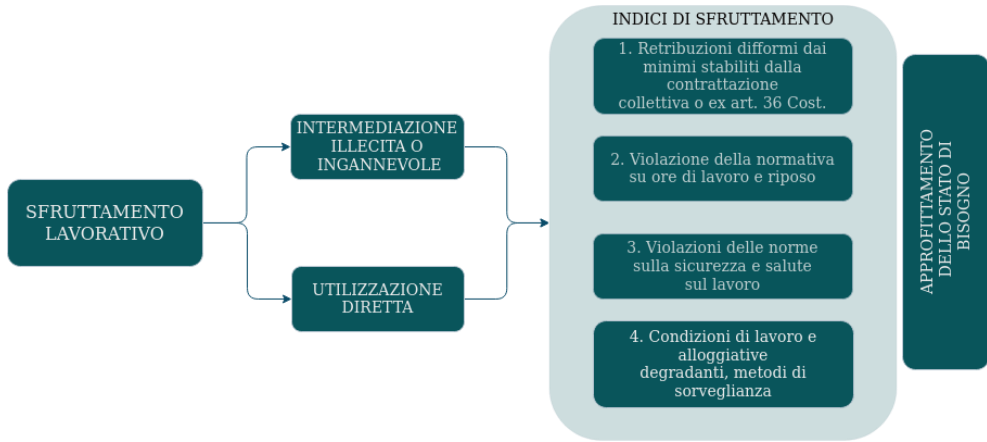 SFRUTTAMENTO
LAVORATIVO
INTERMEDIAZIONE
ILLECITA O
INGANNEVOLE
UTILIZZAZIONE
DIRETTA
INDICI DI SFRUTTAMENTO
1. Retribuzioni difformi dai
minimi stabiliti dalla
contrattazione
collettiva o ex art. 36 Cost.
2. Violazione della normativa
su ore di lavoro e riposo
3. Violazioni delle norme
sulla sicurezza e salute
sul lavoro
4. Condizioni di lavoro e
alloggiative
degradanti, metodi di
sorveglianza
APPROFITTAMENTO
DELLO STATO DI
BISOGNO